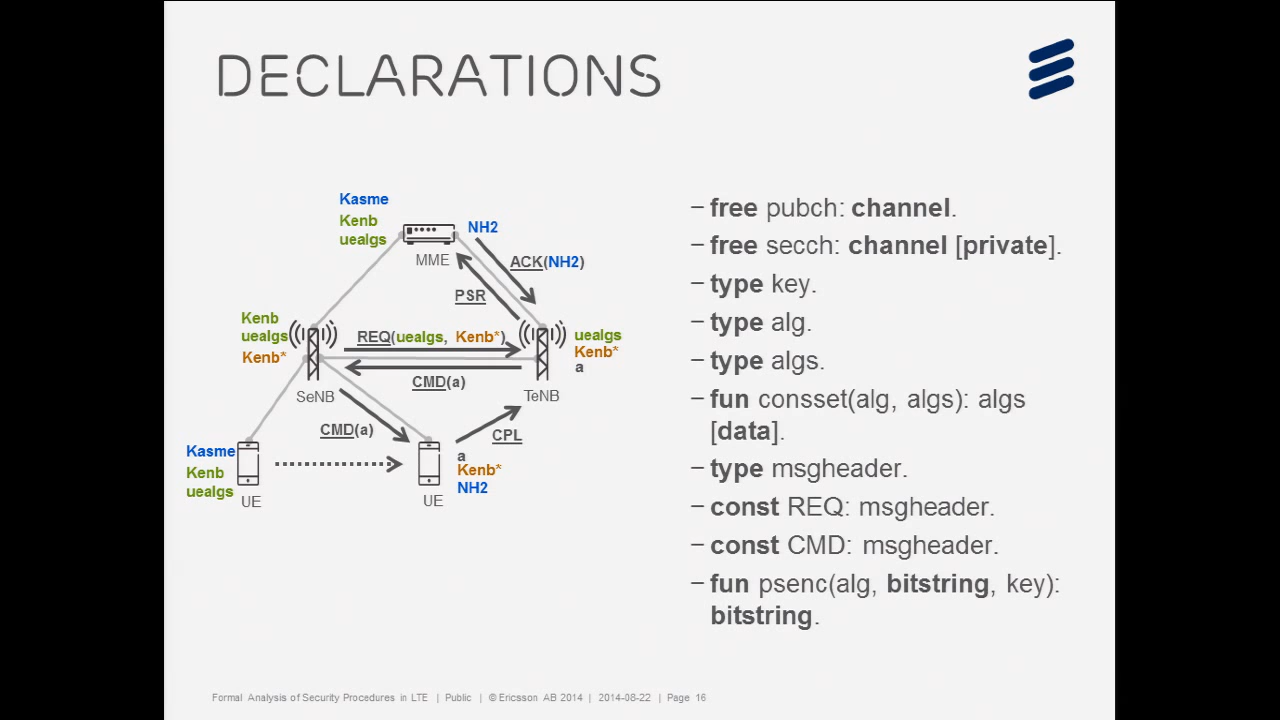 DECLARATIONS
Kasme
Kenb
uealgs
NH2
MME
ACK(NH2)
PSR
Kenb
uealgs
Kenb*
REQ(uealgs, Kenb*)
uealgs
Kenb*
a
CMD(a)
SeNB
TeNB
CMD(a)
CPL
Kasme
Kenb
uealgs
UE
a
Kenb*
NH2
UE
– free pubch: channel.
– free secch: channel [private].
– type key.
– type alg.
– type algs.
– fun consset(alg, algs): algs
[data].
– type msgheader.
– const REQ: msgheader.
– const CMD: msgheader.
– fun psenc(alg, bitstring, key):
bitstring.
Formal Analysis of Security Procedures in LTE | Public | © Ericsson AB 2014 | 2014-08-22 | Page 16